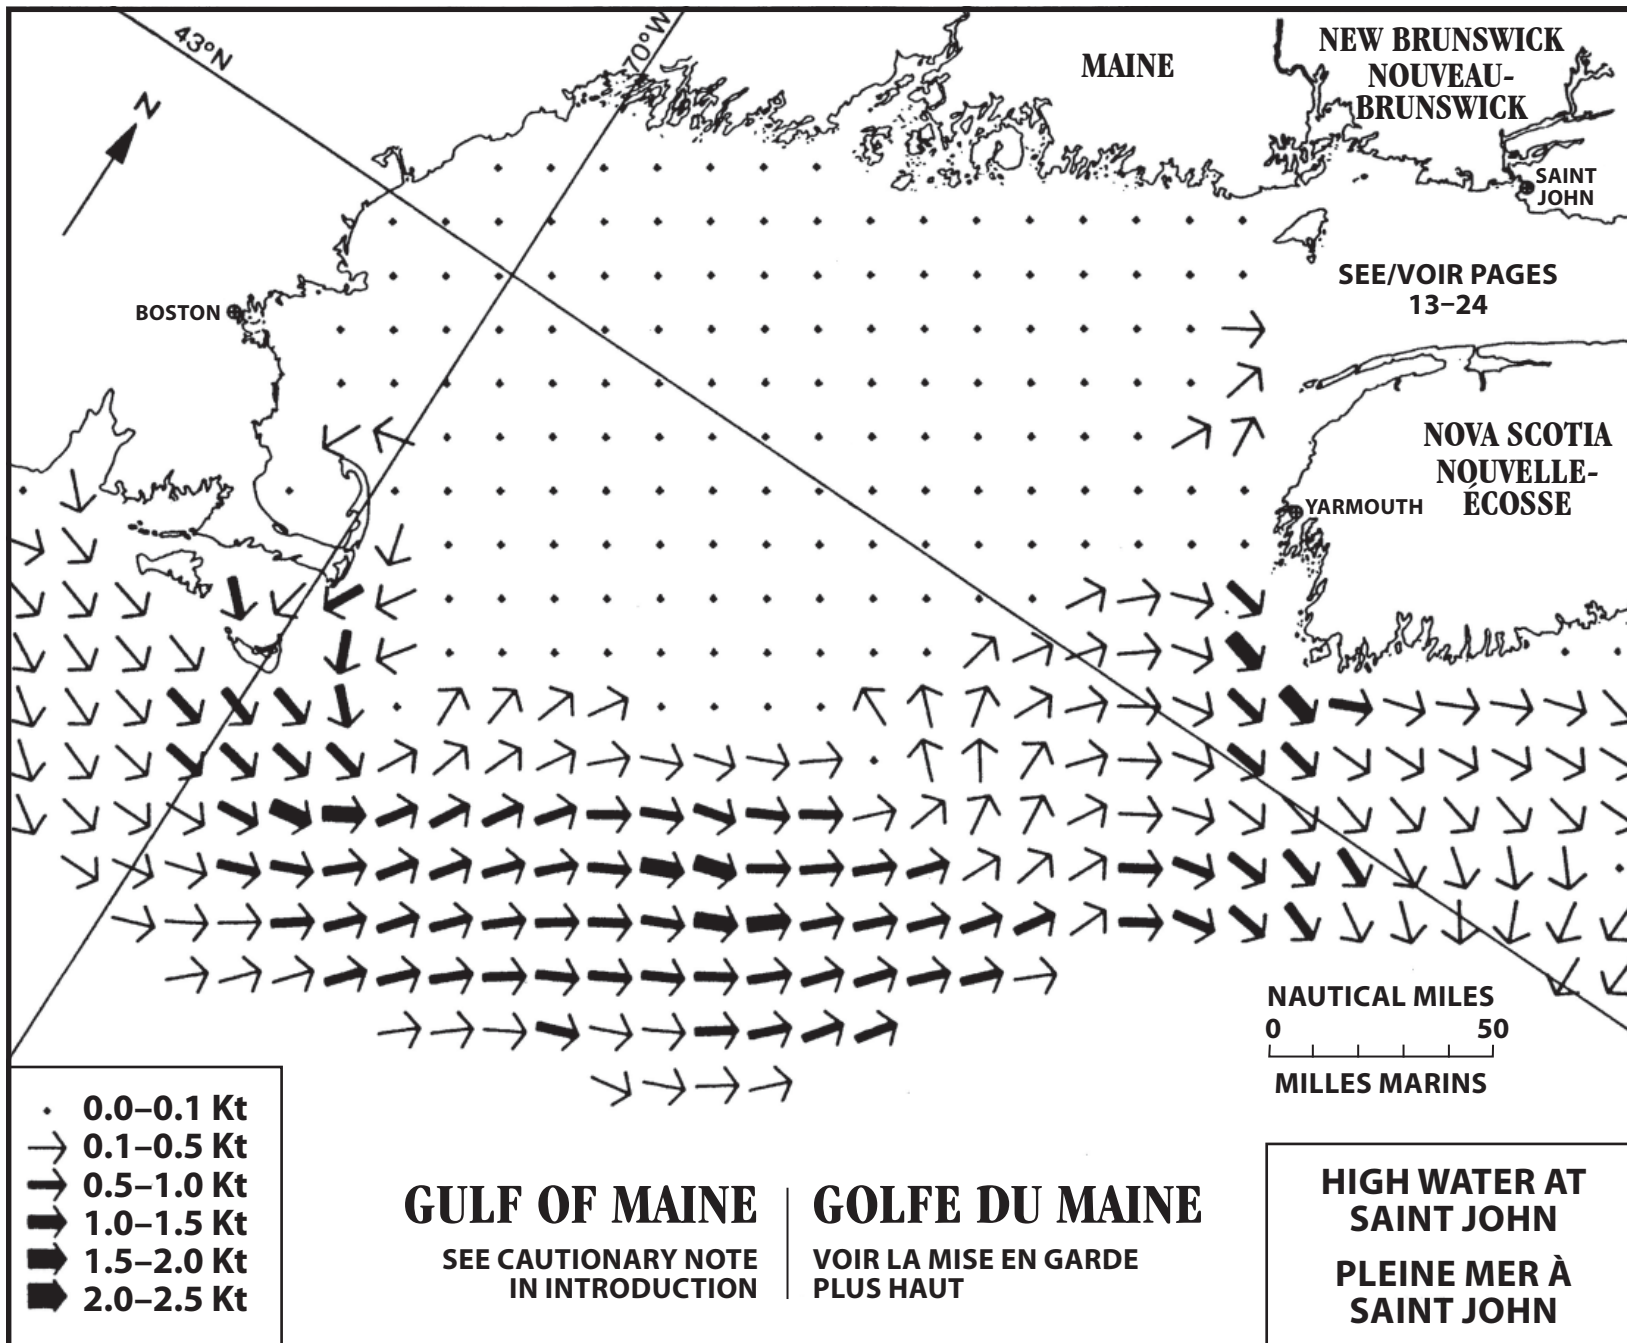 43°N
70°W
N
MAINE
NEW BRUNSWICK
NOUVEAU-
BRUNSWICK
SAINT
JOHN
SEE/VOIR PAGES
13–24
BOSTON
NOVA SCOTIA
NOUVELLE-
ÉCOSSE
YARMOUTH
NAUTICAL MILES
0 50
MILLES MARINS
0.0–0.1 Kt
0.1–0.5 Kt
0.5–1.0 Kt
1.0–1.5 Kt
1.5–2.0 Kt
2.0–2.5 Kt
GULF OF MAINE
SEE CAUTIONARY NOTE
IN INTRODUCTION
GOLFE DU MAINE
VOIR LA MISE EN GARDE
PLUS HAUT
HIGH WATER AT
SAINT JOHN
PLEINE MER À
SAINT JOHN